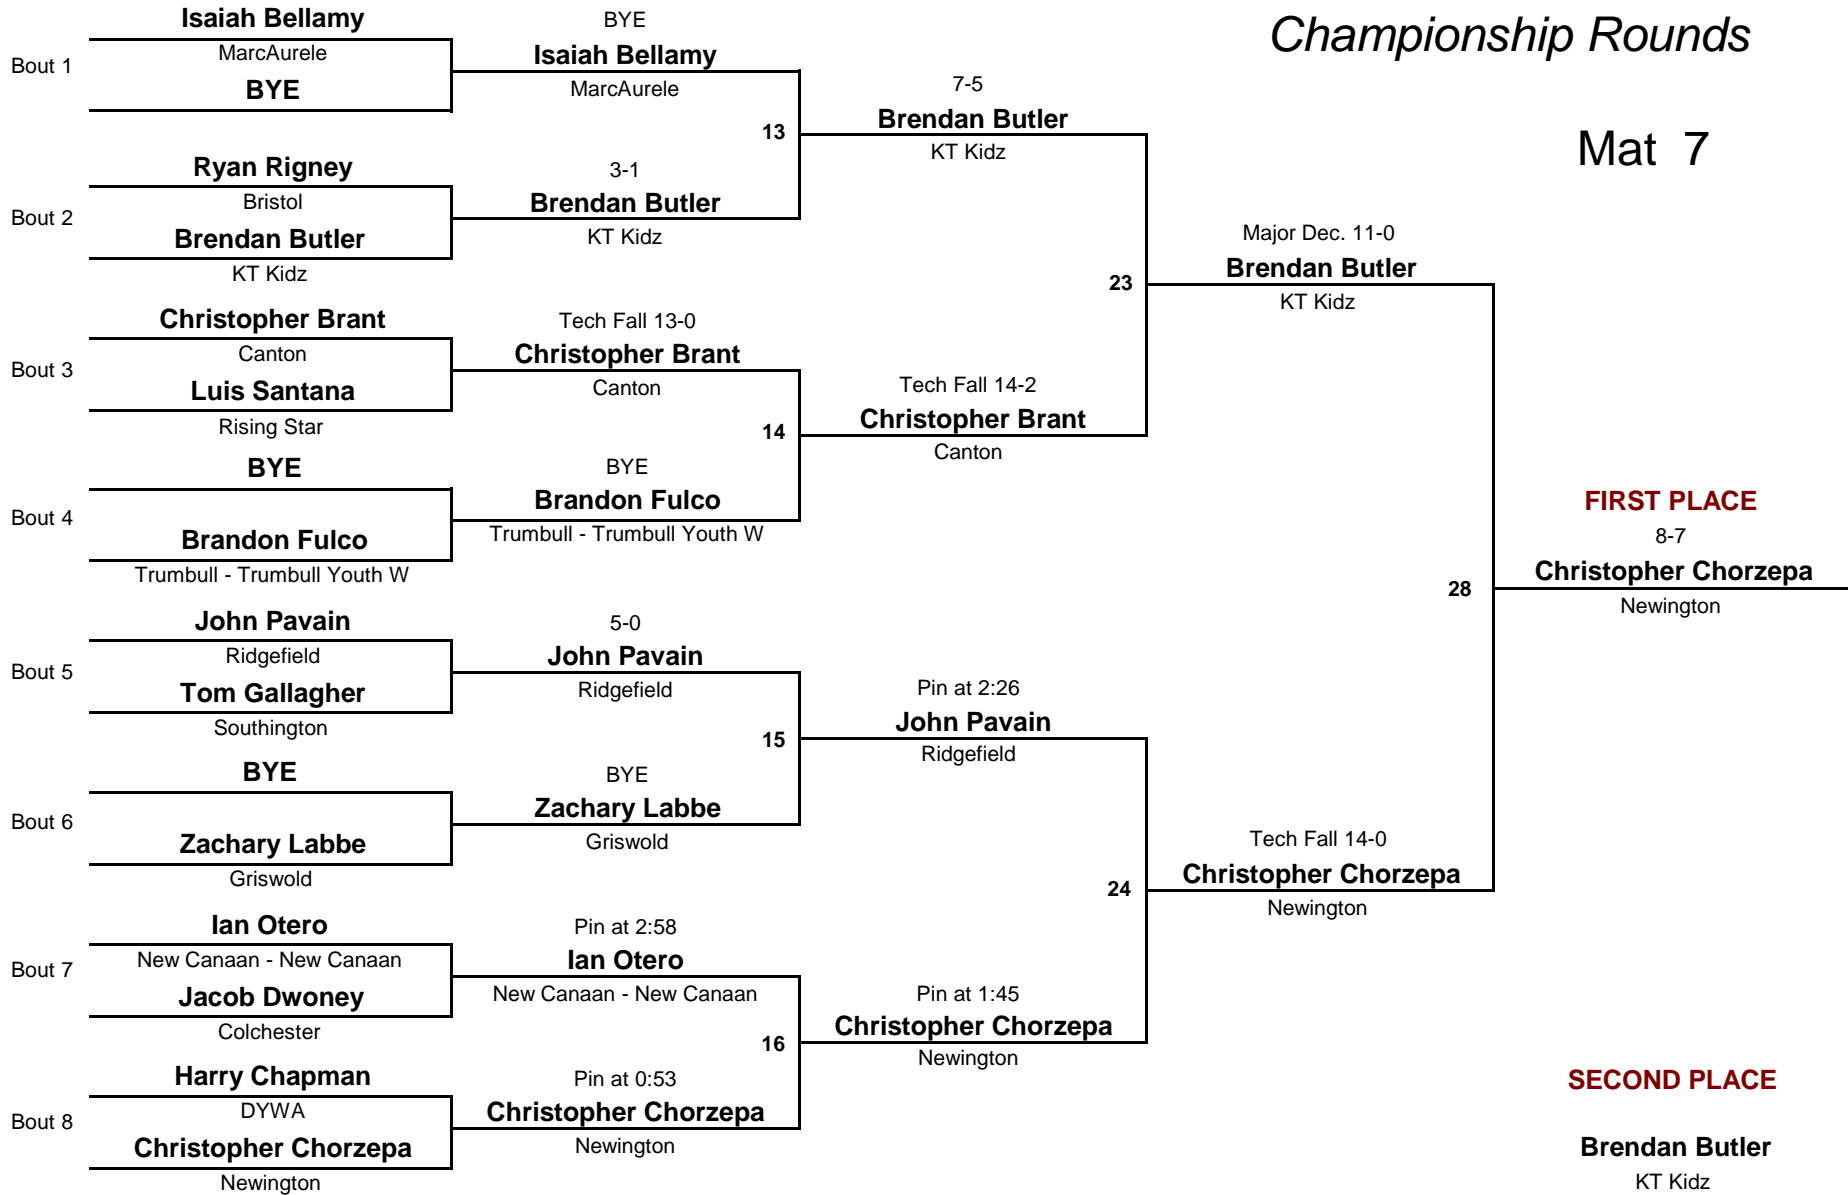 Championship Rounds
Mat 7
Bout 1
Isaiah Bellamy
MarcAurele
BYE
Bout 2
Ryan Rigney
Bristol
Brendan Butler
KT Kidz
Bout 3
Christopher Brant
Canton
Luis Santana
Rising Star
Bout 4
BYE
Brandon Fulco
Trumbull - Trumbull Youth W
Bout 5
John Pavain
Ridgefield
Tom Gallagher
Southington
Bout 6
BYE
Zachary Labbe
Griswold
Bout 7
Ian Otero
New Canaan - New Canaan
Jacob Dwoney
Colchester
Bout 8
Harry Chapman
DYWA
Christopher Chorzepa
Newington
BYE
Isaiah Bellamy
MarcAurele
13
3-1
Brendan Butler
KT Kidz
Tech Fall 13-0
Christopher Brant
Canton
14
BYE
Brandon Fulco
Trumbull - Trumbull Youth W
5-0
John Pavain
Ridgefield
15
BYE
Zachary Labbe
Griswold
Pin at 2:58
Ian Otero
New Canaan - New Canaan
16
Pin at 0:53
Christopher Chorzepa
Newington
7-5
Brendan Butler
KT Kidz
23
Tech Fall 14-2
Christopher Brant
Canton
Pin at 2:26
John Pavain
Ridgefield
24
Pin at 1:45
Christopher Chorzepa
Newington
Major Dec. 11-0
Brendan Butler
KT Kidz
28
Tech Fall 14-0
Christopher Chorzepa
Newington
FIRST PLACE
8-7
Christopher Chorzepa
Newington
SECOND PLACE
Brendan Butler
KT Kidz